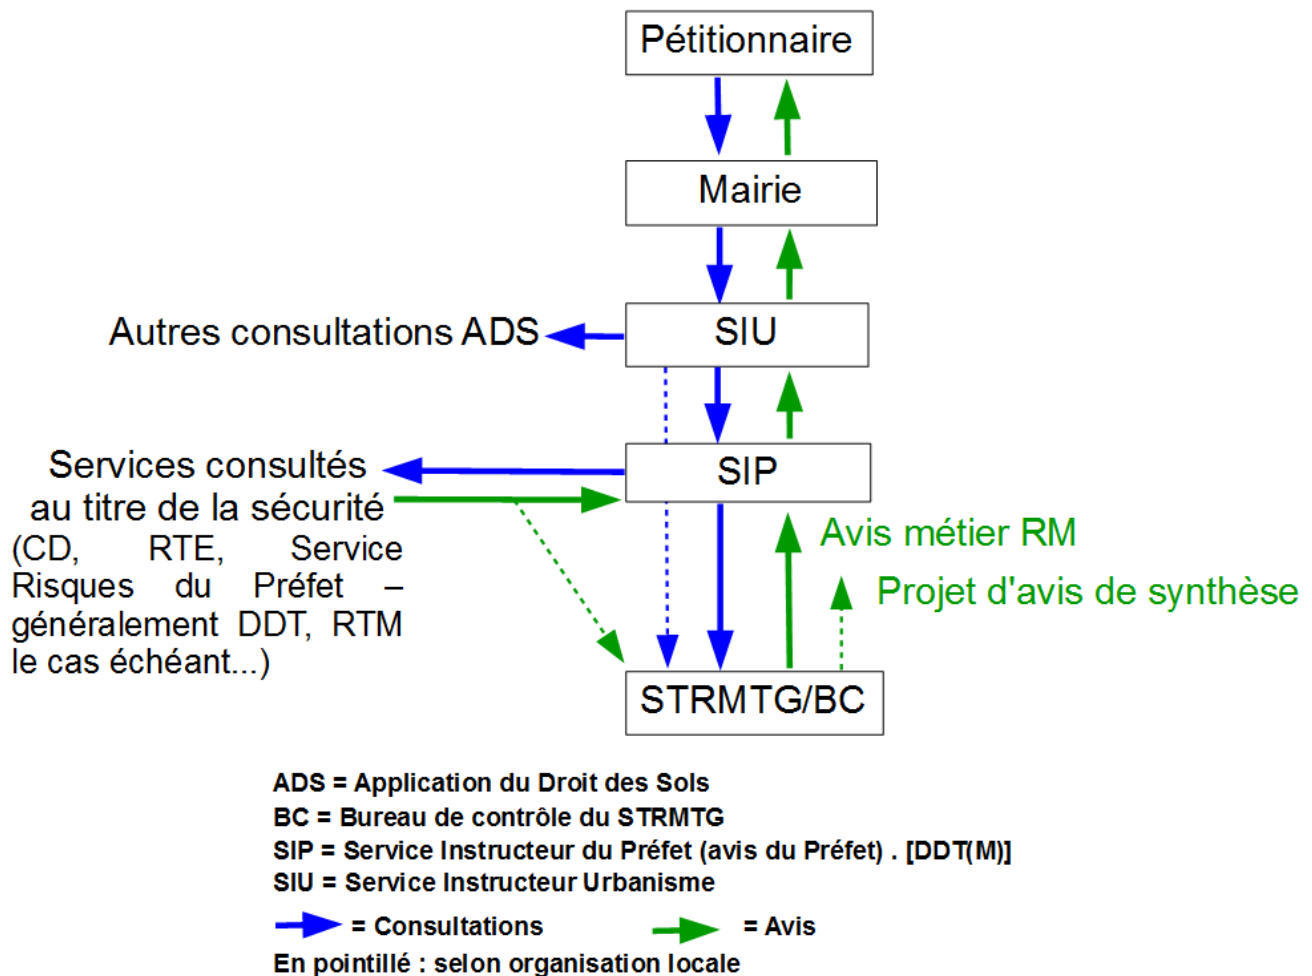 Pétitionnaire
Mairie
Autres consultations ADS
SIU
Services consultés
au titre de la sécurité
(CD, RTE, Service
Risques du Préfet –
généralement DDT, RTM
le cas échéant...)
SIP
Avis métier RM
Projet d'avis de synthèse
STRMTG/BC
ADS = Application du Droit des Sols
BC = Bureau de contrôle du STRMTG
SIP = Service Instructeur du Préfet (avis du Préfet) . [DDT(M)]
SIU = Service Instructeur Urbanisme
= Consultations = Avis
En pointillé : selon organisation locale